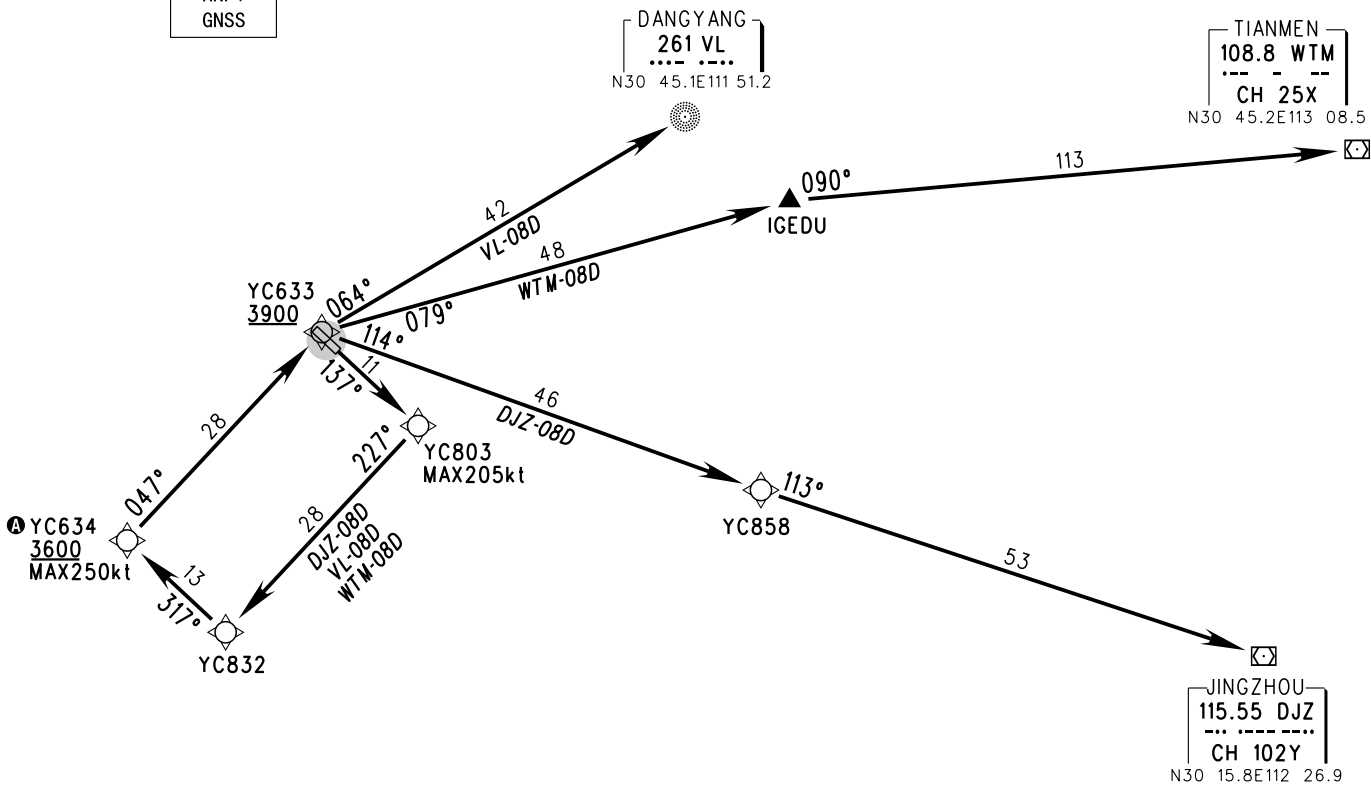 GNSS
DANGYANG
261 VL
N30 45.1E111 51.2
TIANMEN
108.8 WTM
CH 25X
N30 45.2E113 08.5
113
090°
IGEDU
42
VL-08D
48
WTM-08D
YC633
3900
064°
079°
114°
11
137°
46
DJZ-08D
28
227°
YC803
MAX205kt
047°
A YC634
3600
MAX250kt
28
DJZ-08D
VL-08D
WTM-08D
13
317°
YC832
113°
YC858
53
JINGZHOU
115.55 DJZ
CH 102Y
N30 15.8E112 26.9